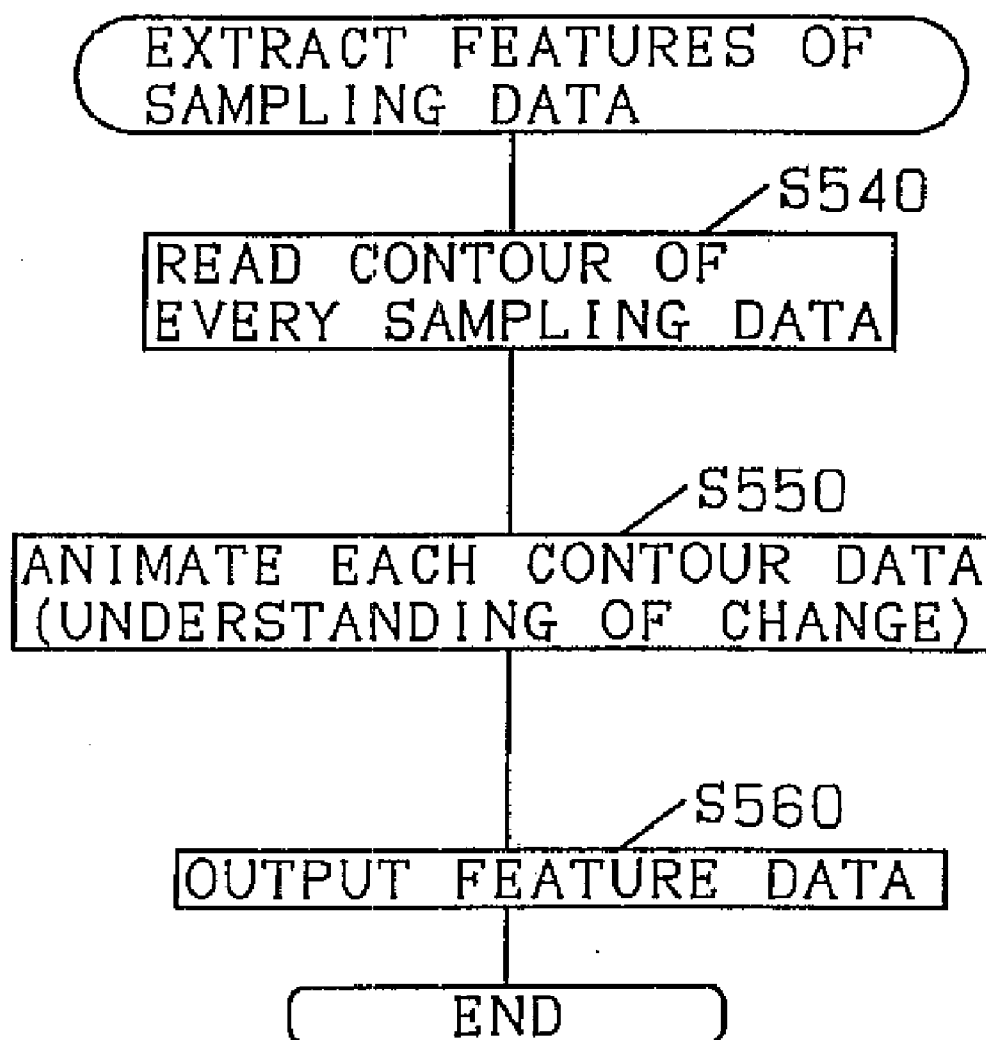 EXTRACT FEATURES OF
SAMPLING DATA
S540
READ CONTOUR OF
EVERY SAMPLING DATA
S550
ANIMATE EACH CONTOUR DATA
(UNDERSTANDING OF CHANGE)
S560
OUTPUT FEATURE DATA
END